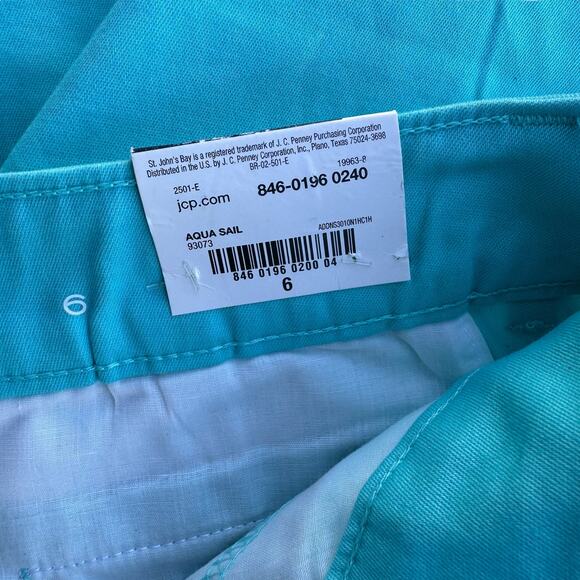 St. John's Bay is a registered trademark of J. C. Penney Purchasing Corporation
Distributed in the U.S. by J. C. Penney Corporation, Inc., Plano, Texas 75024-3698
BR-02-501-E
2501-E 19963-8
jcp.com 846-0196 0240
AQUA SAIL ADDNS3010N1HC1H
93073
846 0196 0200 04
6
6